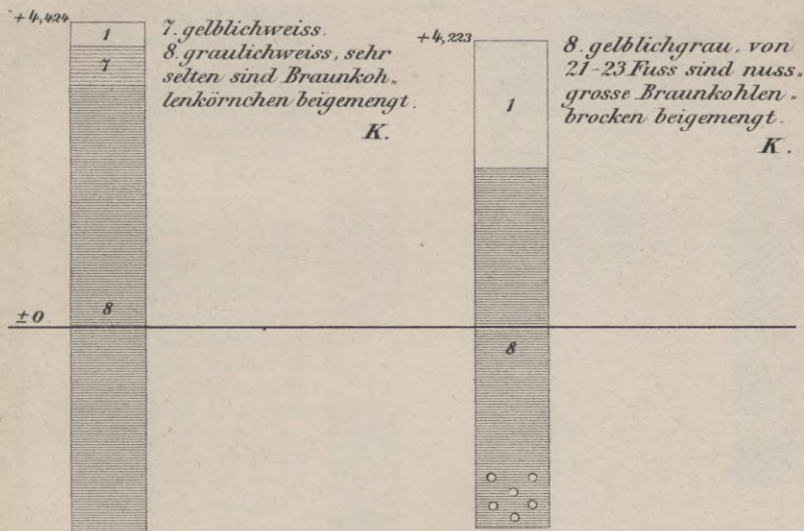 +4,424
1
7
8
7. gelblichweiss.
8. graulichweiss, sehr
selten sind Braunkoh„
lenkörnchen beigemengt.
K.
+4,223
1
8
8. gelblichgrau, von
21-23 Fuss sind nuss„
grosse Braunkohlen„
brocken beigemengt.
K.
±0